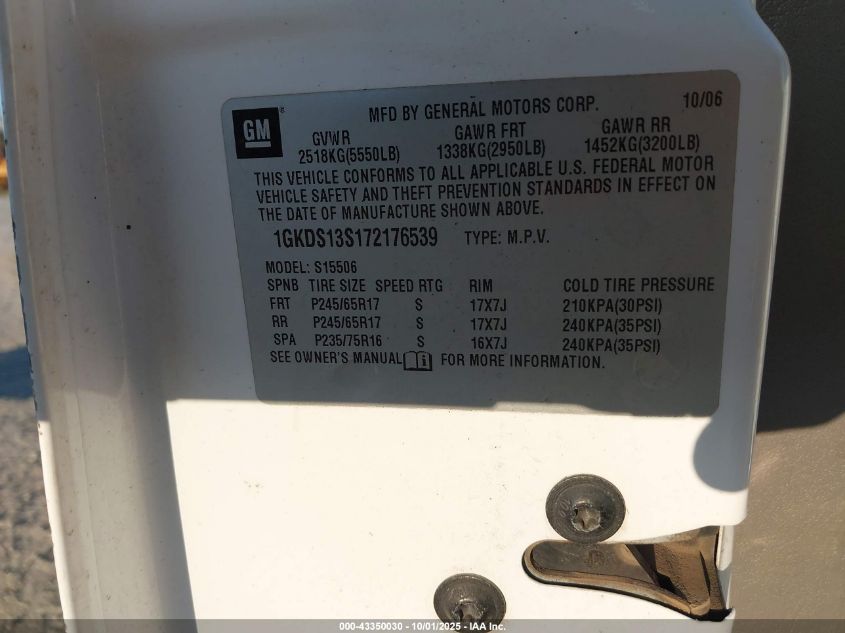 GM ® MFD BY GENERAL MOTORS CORP. 10/06
GVWR GAWR FRT GAWR RR
2518KG(5550LB) 1338KG(2950LB) 1452KG(3200LB)
THIS VEHICLE CONFORMS TO ALL APPLICABLE U.S. FEDERAL MOTOR
VEHICLE SAFETY AND THEFT PREVENTION STANDARDS IN EFFECT ON
THE DATE OF MANUFACTURE SHOWN ABOVE.
1GKDS13S172176539 TYPE: M.P.V.
MODEL: S15506
SPNB TIRE SIZE SPEED RTG RIM COLD TIRE PRESSURE
FRT P245/65R17 S 17X7J 210KPA(30PSI)
RR P245/65R17 S 17X7J 240KPA(35PSI)
SPA P235/75R16 S 16X7J 240KPA(35PSI)
SEE OWNER'S MANUAL FOR MORE INFORMATION.
000-43350030 - 10/01/2025 - IAA Inc.